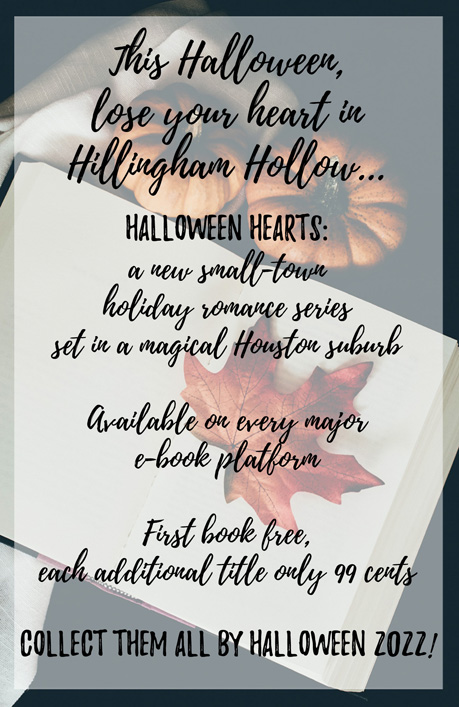 This Halloween,
lose your heart in
Hillingham Hollow...
HALLOWEEN HEARTS:
a new small-town
holiday romance series
set in a magical Houston suburb
Available on every major
e-book platform
First book free,
each additional title only 99 cents
COLLECT THEM ALL BY HALLOWEEN 2022!